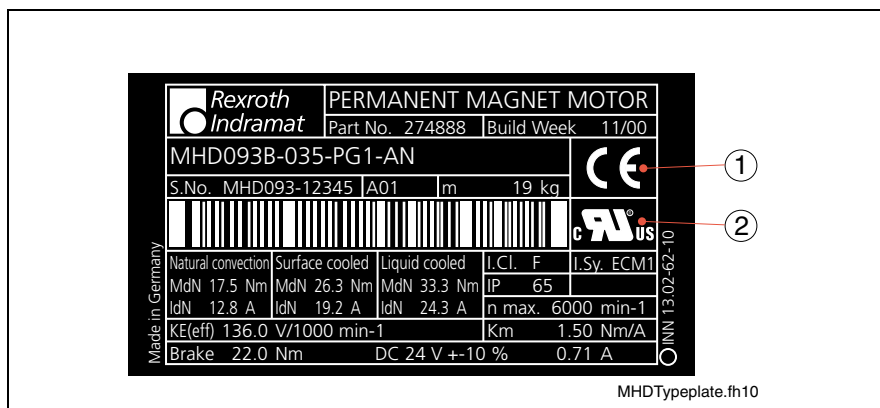 Rexroth
Indramat
PERMANENT MAGNET MOTOR
Part No. 274888 Build Week 11/00
MHD093B-035-PG1-AN
CE
1
S.No. MHD093-12345 A01 m 19 kg
c RU US
2
Made in Germany
Natural convection Surface cooled Liquid cooled I.Cl. F I.Sy. ECM1
MdN 17.5 Nm MdN 26.3 Nm MdN 33.3 Nm IP 65
IdN 12.8 A IdN 19.2 A IdN 24.3 A n max. 6000 min-1
KE(eff) 136.0 V/1000 min-1 Km 1.50 Nm/A
Brake 22.0 Nm DC 24 V +-10 % 0.71 A
INN 13.02-62-10
MHDTypeplate.fh10